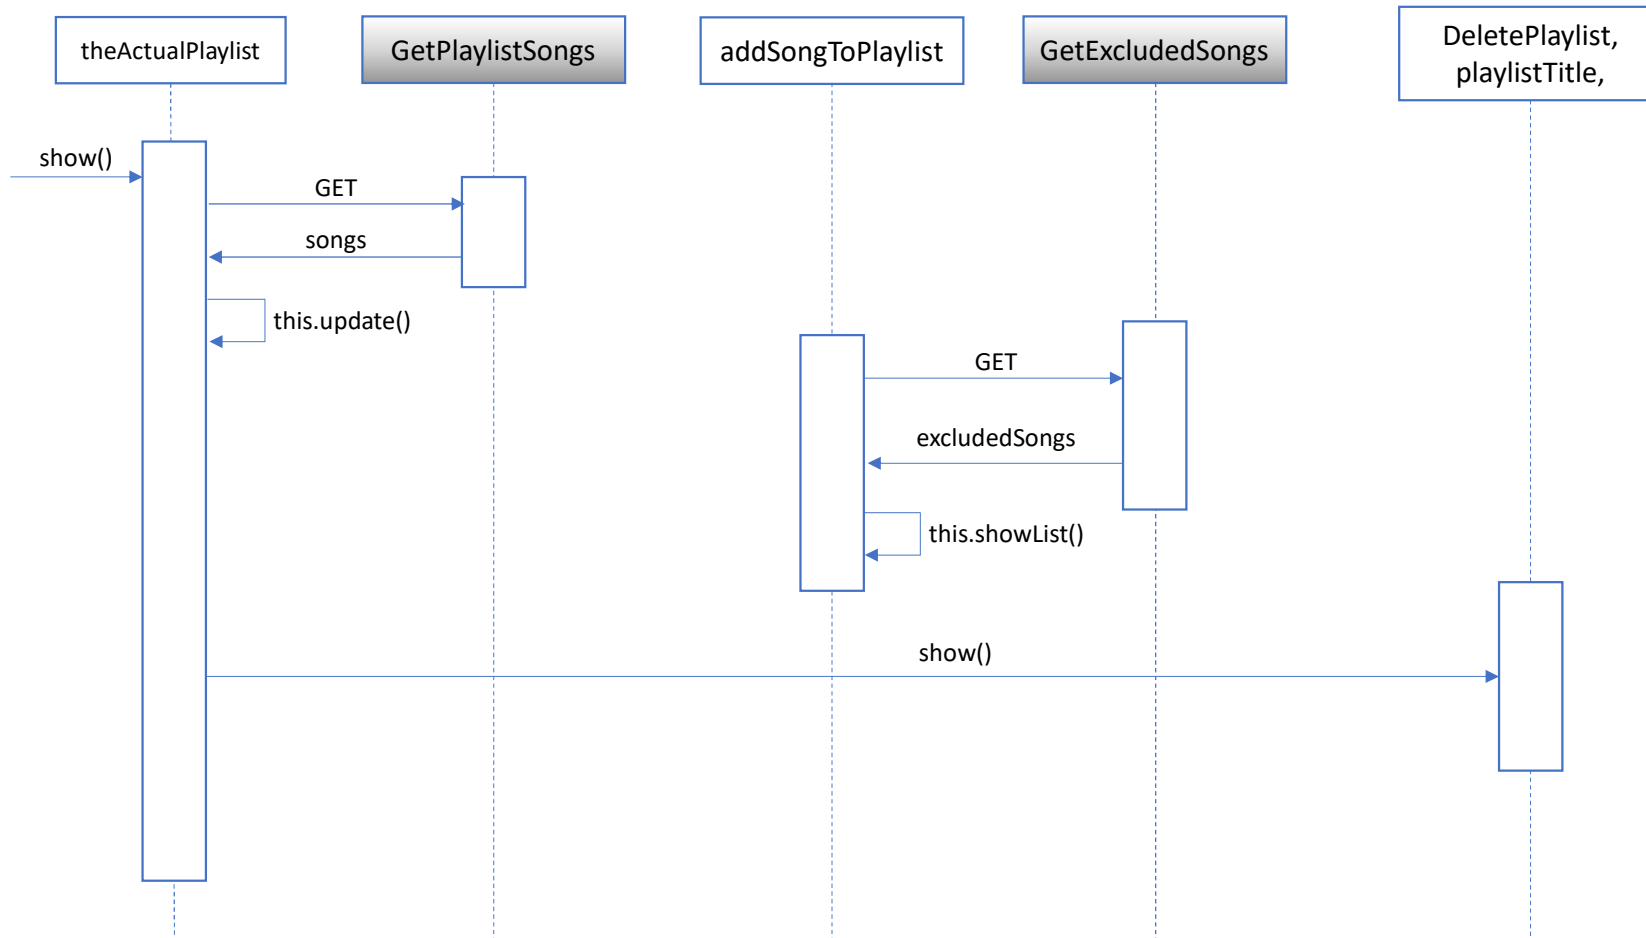 theActualPlaylist
GetPlaylistSongs
addSongToPlaylist
GetExcludedSongs
DeletePlaylist,
playlistTitle,
show()
GET
songs
this.update()
GET
excludedSongs
this.showList()
show()